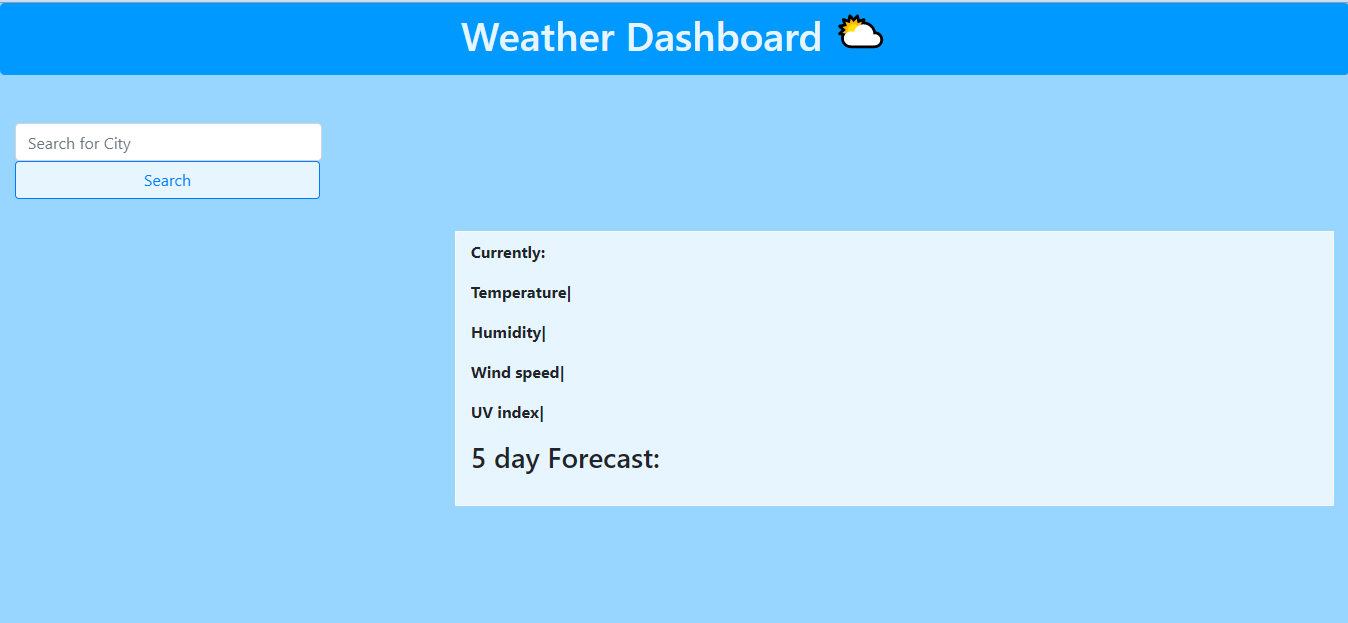 Weather Dashboard
Search for City
Search
Currently:
Temperature|
Humidity|
Wind speed|
UV index|
5 day Forecast: